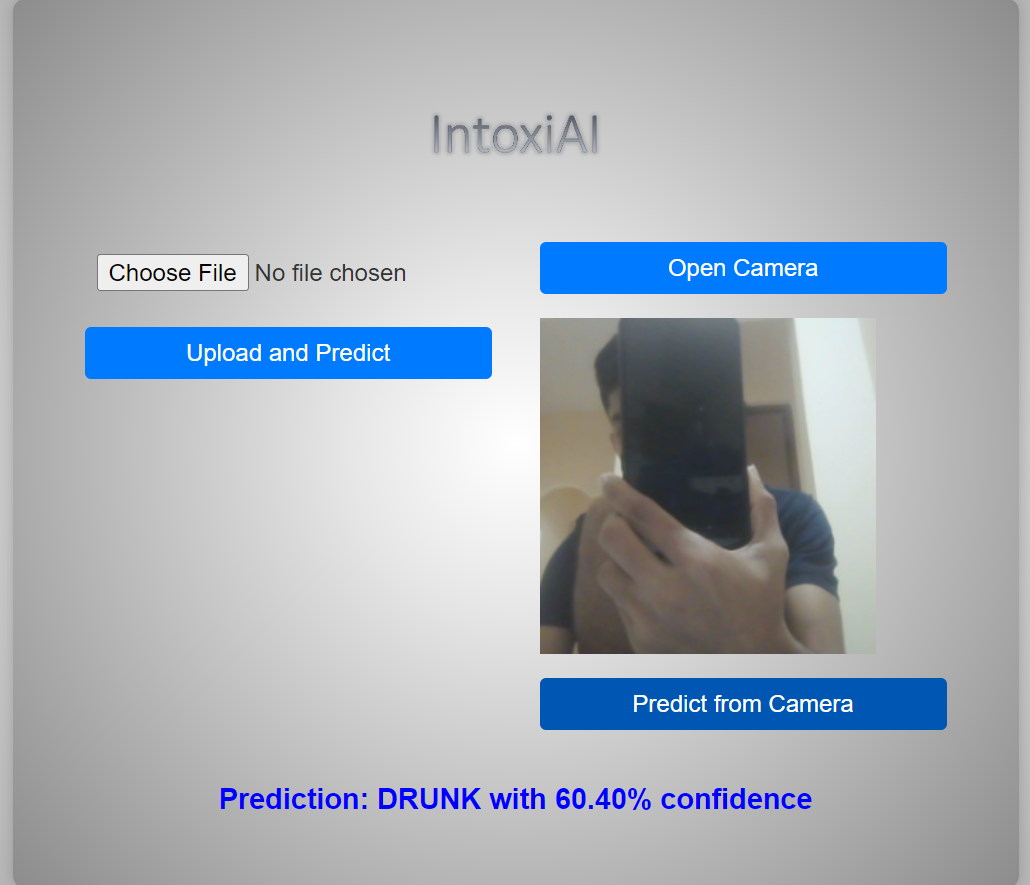 IntoxiAI
Choose File No file chosen
Upload and Predict
Open Camera
Predict from Camera
Prediction: DRUNK with 60.40% confidence